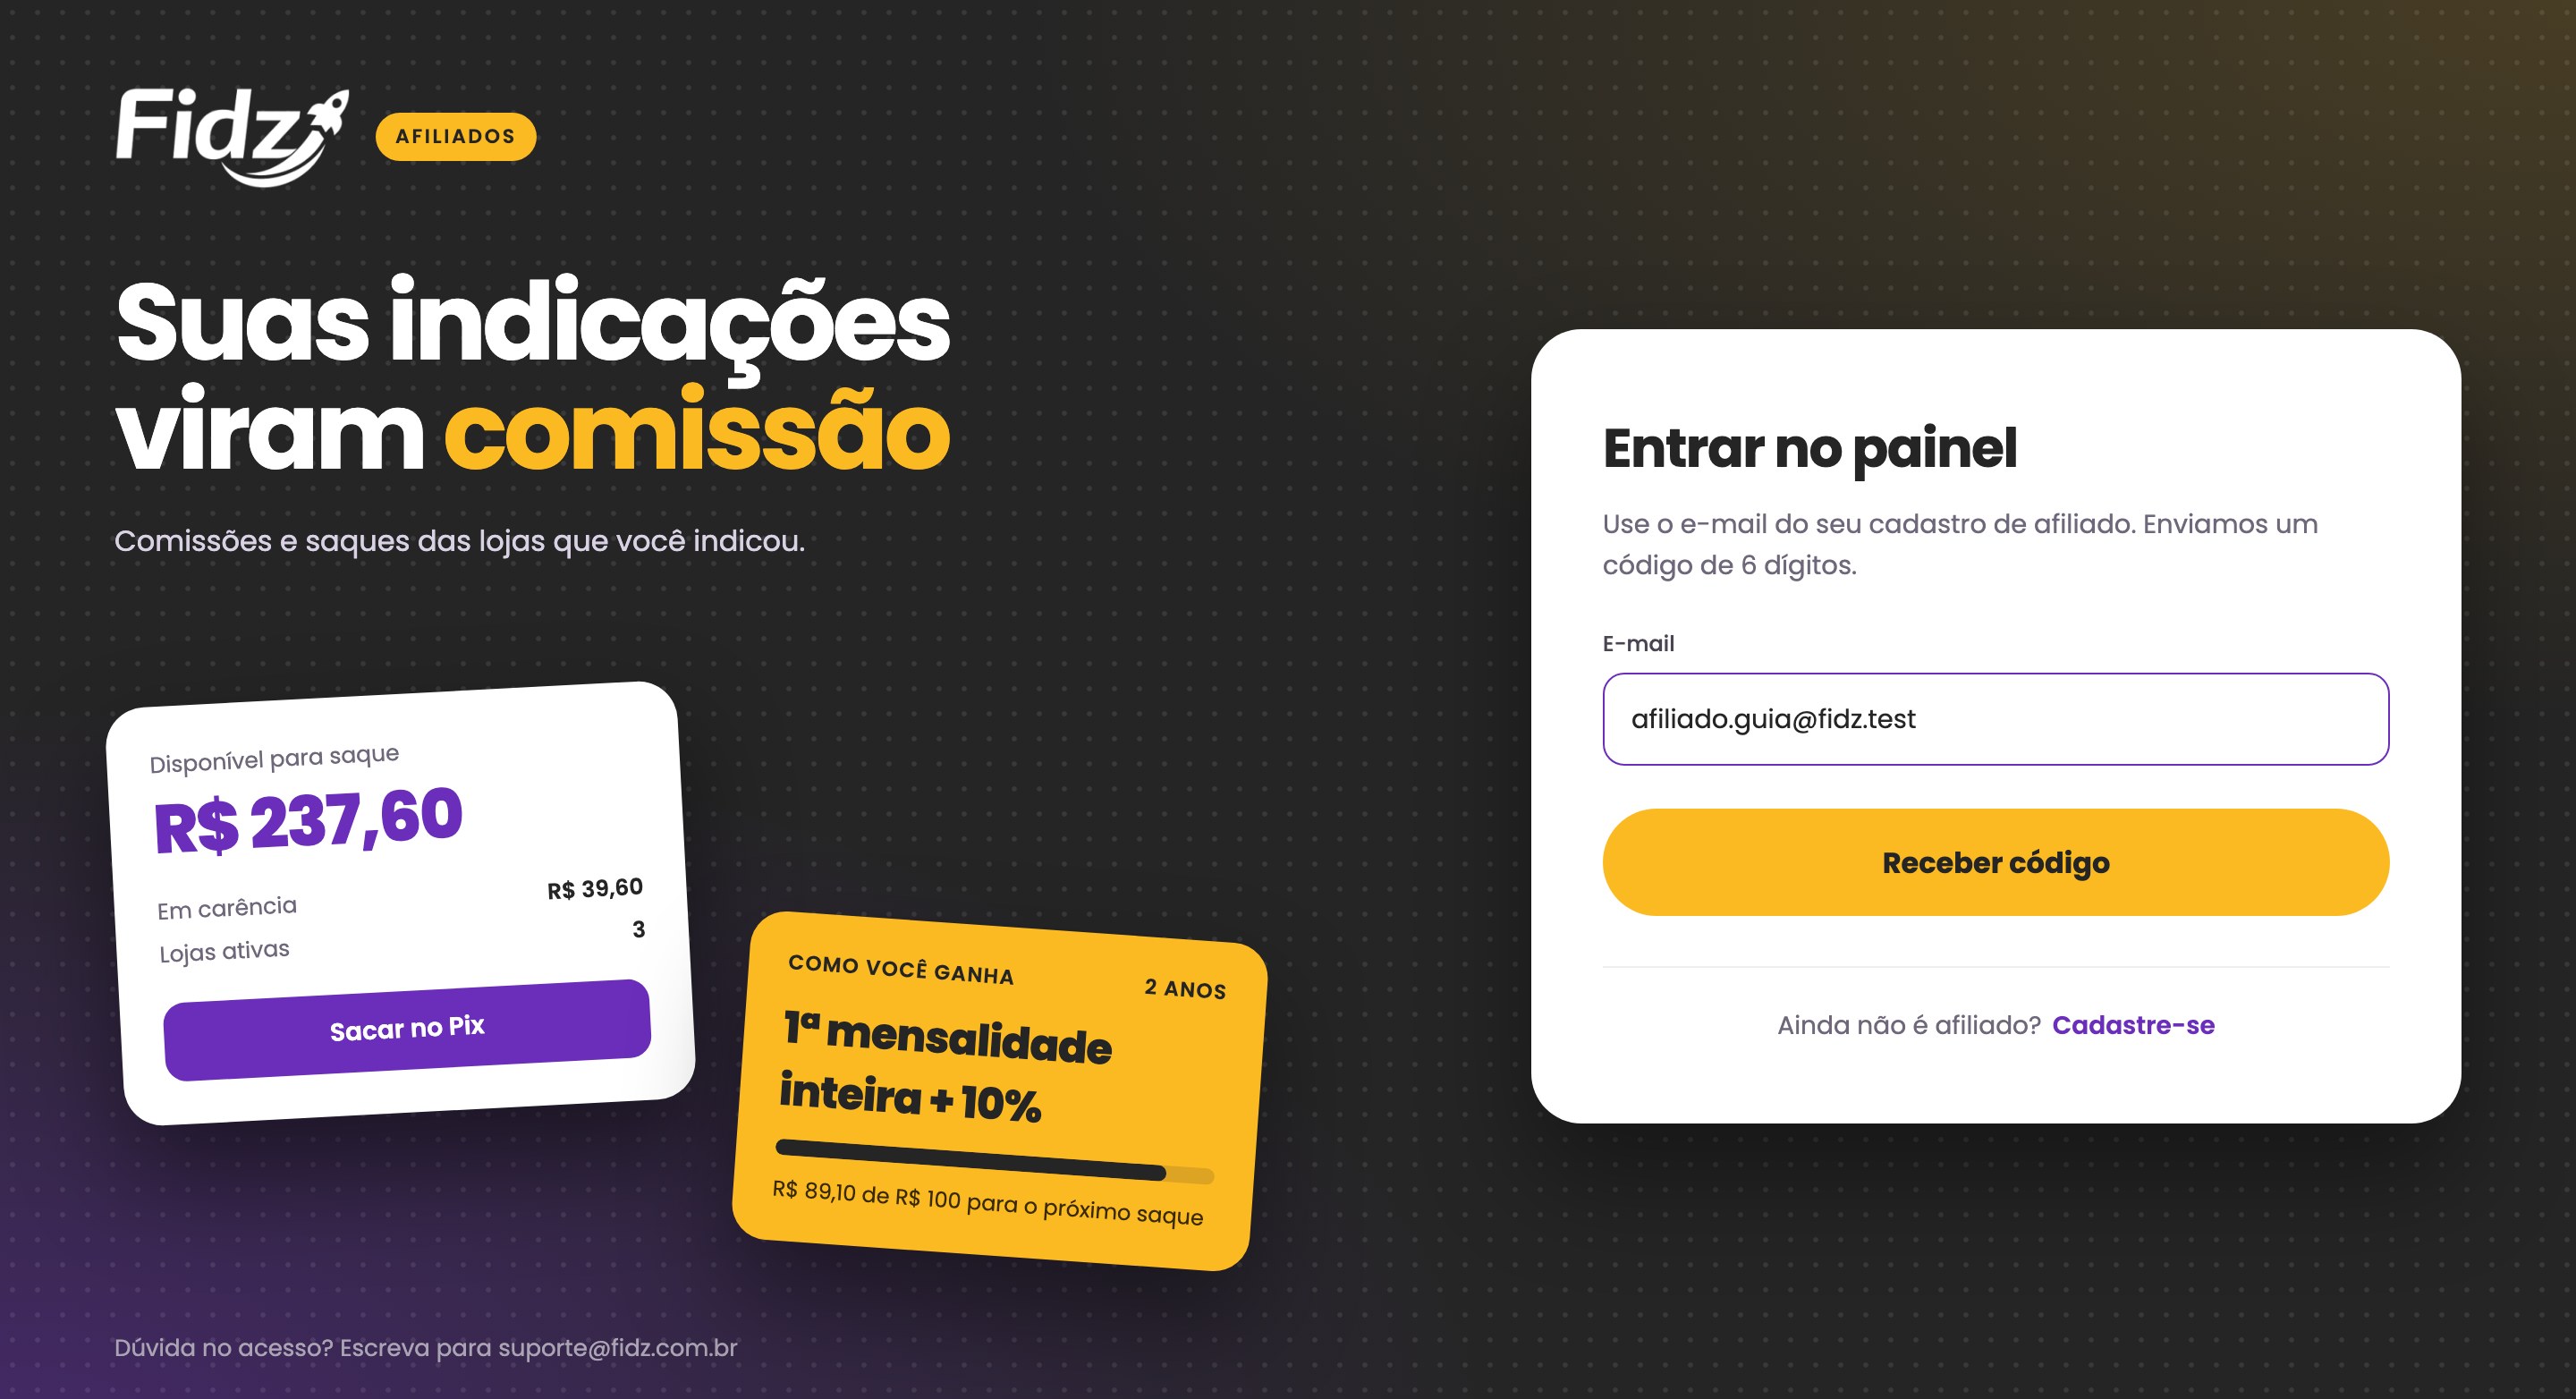 Fidz
AFILIADOS
Suas indicações
viram comissão
Comissões e saques das lojas que você indicou.
Disponível para saque
R$ 237,60
Em carência R$ 39,60
Lojas ativas 3
Sacar no Pix
COMO VOCÊ GANHA 2 ANOS
1ª mensalidade
inteira + 10%
R$ 89,10 de R$ 100 para o próximo saque
Dúvida no acesso? Escreva para suporte@fidz.com.br
Entrar no painel
Use o e-mail do seu cadastro de afiliado. Enviamos um
código de 6 dígitos.
E-mail
afiliado.guia@fidz.test
Receber código
Ainda não é afiliado? Cadastre-se